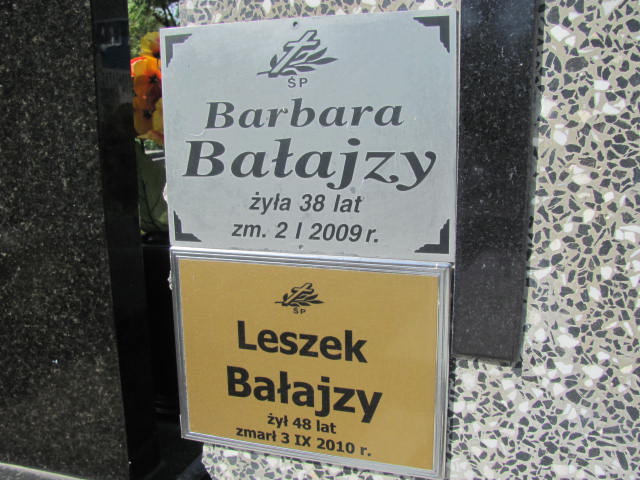 ŚP
Barbara
Bałajzy
żyła 38 lat
zm. 2 I 2009 r.
ŚP
Leszek
Bałajzy
żył 48 lat
zmarł 3 IX 2010 r.